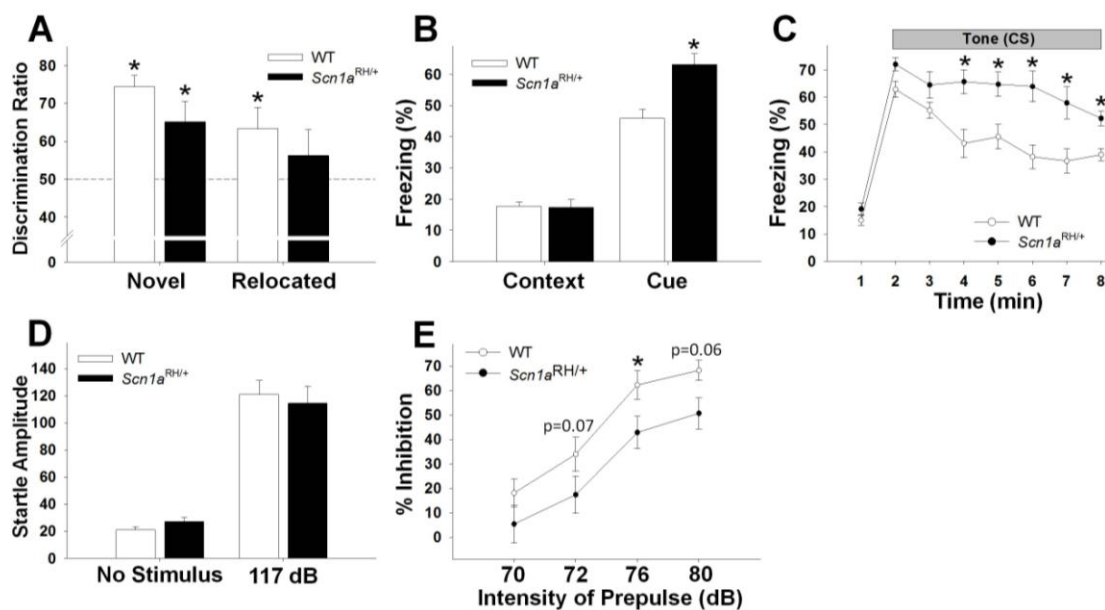 A
WT
Scn1aRH/+
Discrimination Ratio
80
70
60
50
40
0
* * *
Novel Relocated
B
WT
Scn1aRH/+
Freezing (%)
60
50
40
30
20
10
0
*
Context Cue
C
Tone (CS)
Freezing (%)
70
60
50
40
30
20
10
0
* * * * *
WT
Scn1aRH/+
1 2 3 4 5 6 7 8
Time (min)
D
WT
Scn1aRH/+
Startle Amplitude
140
120
100
80
60
40
20
0
No Stimulus 117 dB
E
WT
Scn1aRH/+
% Inhibition
70
60
50
40
30
20
10
0
p=0.07
*
p=0.06
70 72 76 80
Intensity of Prepulse (dB)